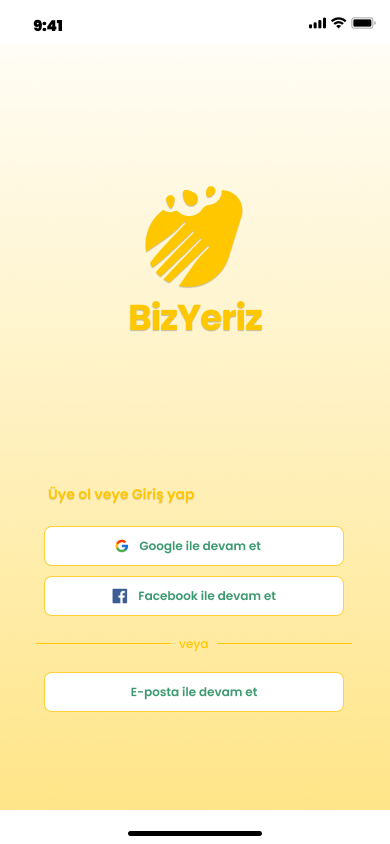 9:41
BizYeriz
Üye ol veye Giriş yap
Google ile devam et
Facebook ile devam et
veya
E-posta ile devam et